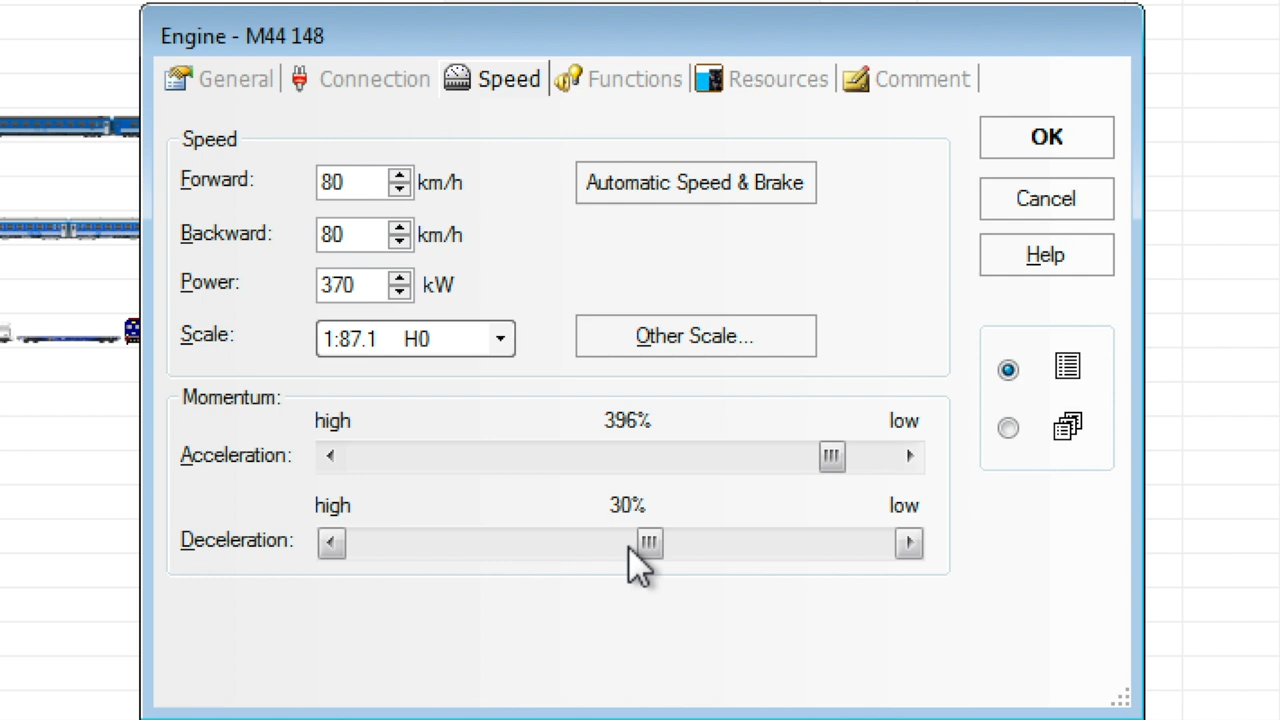 Engine - M44 148
General Connection Speed Functions Resources Comment
Speed
Forward: 80 km/h Automatic Speed & Brake
Backward: 80 km/h
Power: 370 kW
Scale: 1:87.1 H0 Other Scale...
Momentum:
high 396% low
Acceleration:
high 30% low
Deceleration:
OK
Cancel
Help